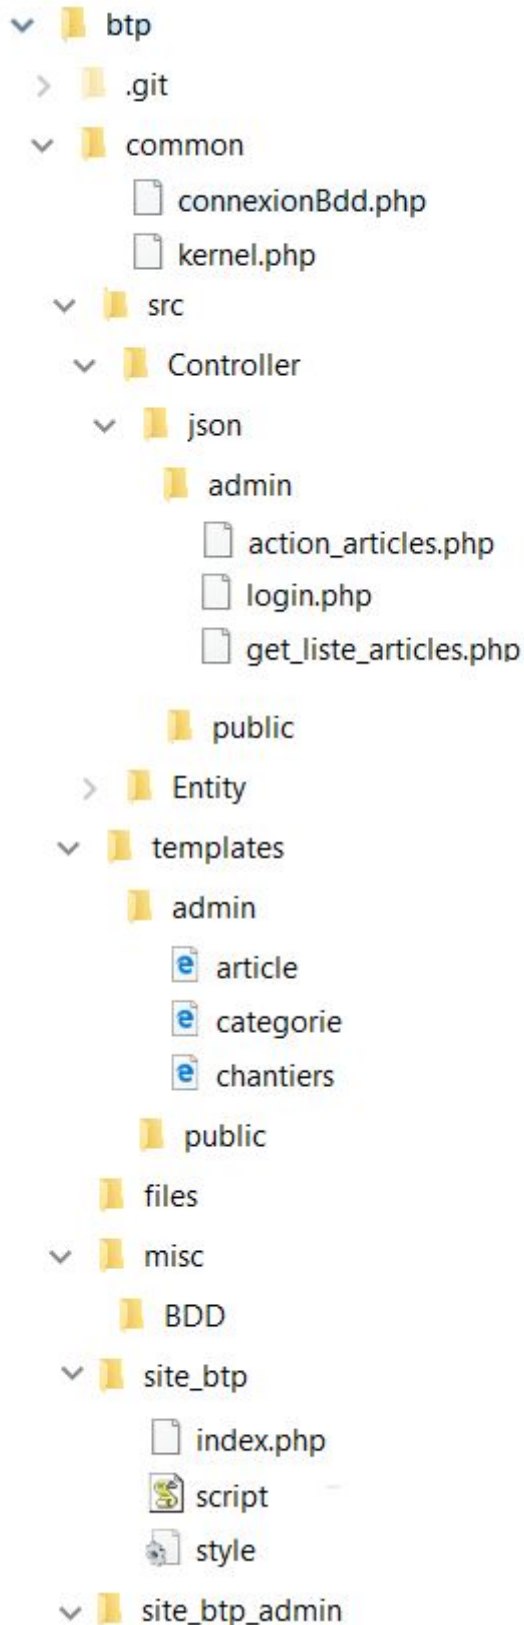 btp
.git
common
connexionBdd.php
kernel.php
src
Controller
json
admin
action_articles.php
login.php
get_liste_articles.php
public
Entity
templates
admin
article
categorie
chantiers
public
files
misc
BDD
site_btp
index.php
script
style
site_btp_admin